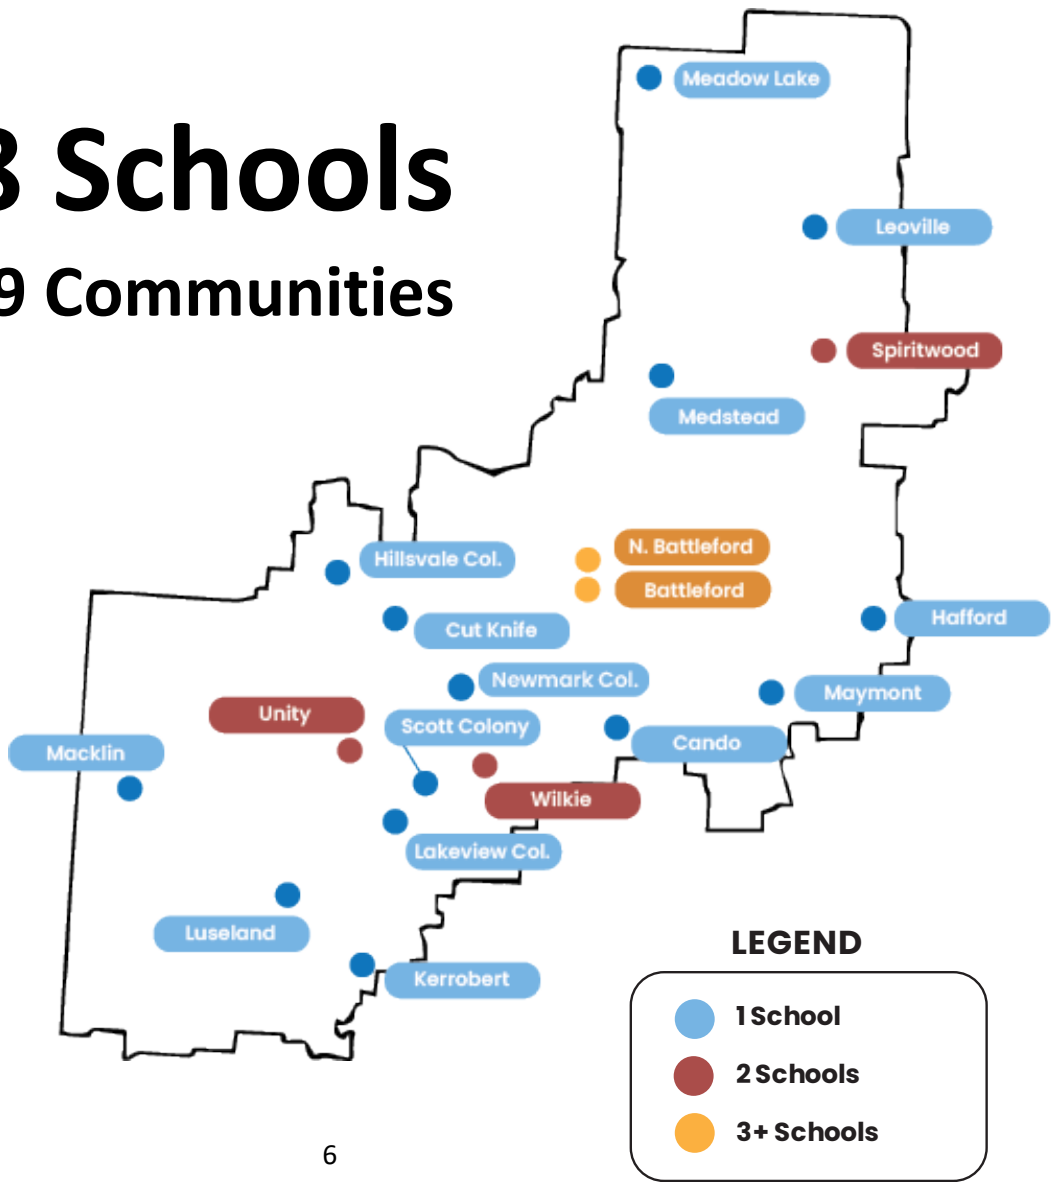 8 Schools
9 Communities
Meadow Lake
Leoville
Spiritwood
Medstead
N. Battleford
Hillsvale Col.
Battleford
Hafford
Cut Knife
Newmark Col.
Maymont
Unity
Scott Colony
Cando
Macklin
Wilkie
Lakeview Col.
Luseland
Kerrobert
LEGEND
1 School
2 Schools
3+ Schools
6